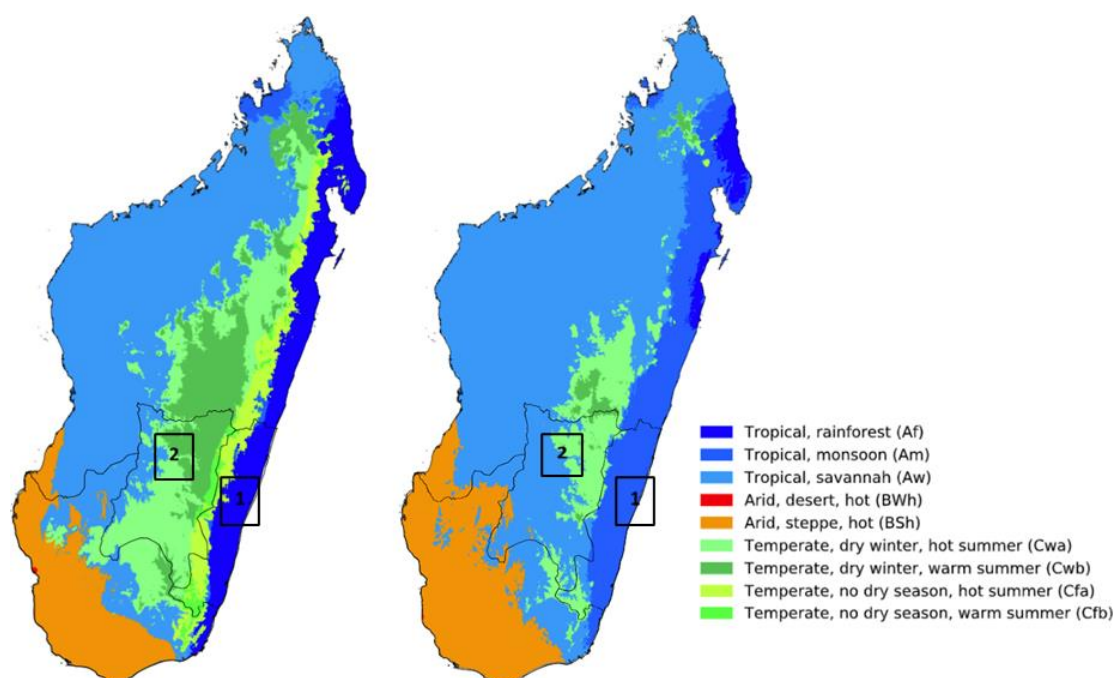 2
1
2
1
Tropical, rainforest (Af)
Tropical, monsoon (Am)
Tropical, savannah (Aw)
Arid, desert, hot (BWh)
Arid, steppe, hot (BSh)
Temperate, dry winter, hot summer (Cwa)
Temperate, dry winter, warm summer (Cwb)
Temperate, no dry season, hot summer (Cfa)
Temperate, no dry season, warm summer (Cfb)